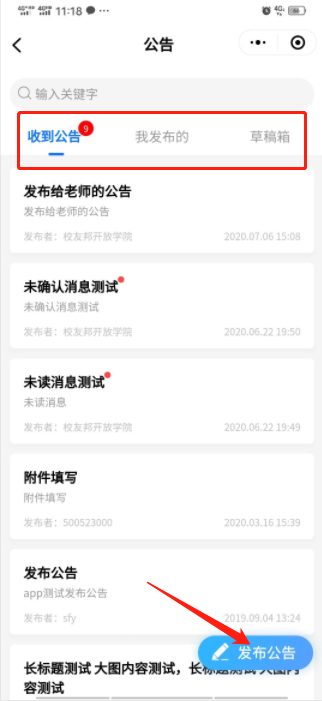 4G 4G 11:18 4G
公告
输入关键字
收到公告 9 我发布的 草稿箱
发布给老师的公告
发布给老师的公告
发布者：校友邦开放学院 2020.07.06 15:08
未确认消息测试
未确认消息测试
发布者：校友邦开放学院 2020.06.22 19:50
未读消息测试
未读消息
发布者：校友邦开放学院 2020.06.22 19:49
附件填写
附件填写
发布者：500523000 2020.03.16 15:39
发布公告
app测试发布公告
发布者：sfy 2019.09.04 13:24
发布公告
长标题测试 大图内容测试，长标题测试 大图内
容测试